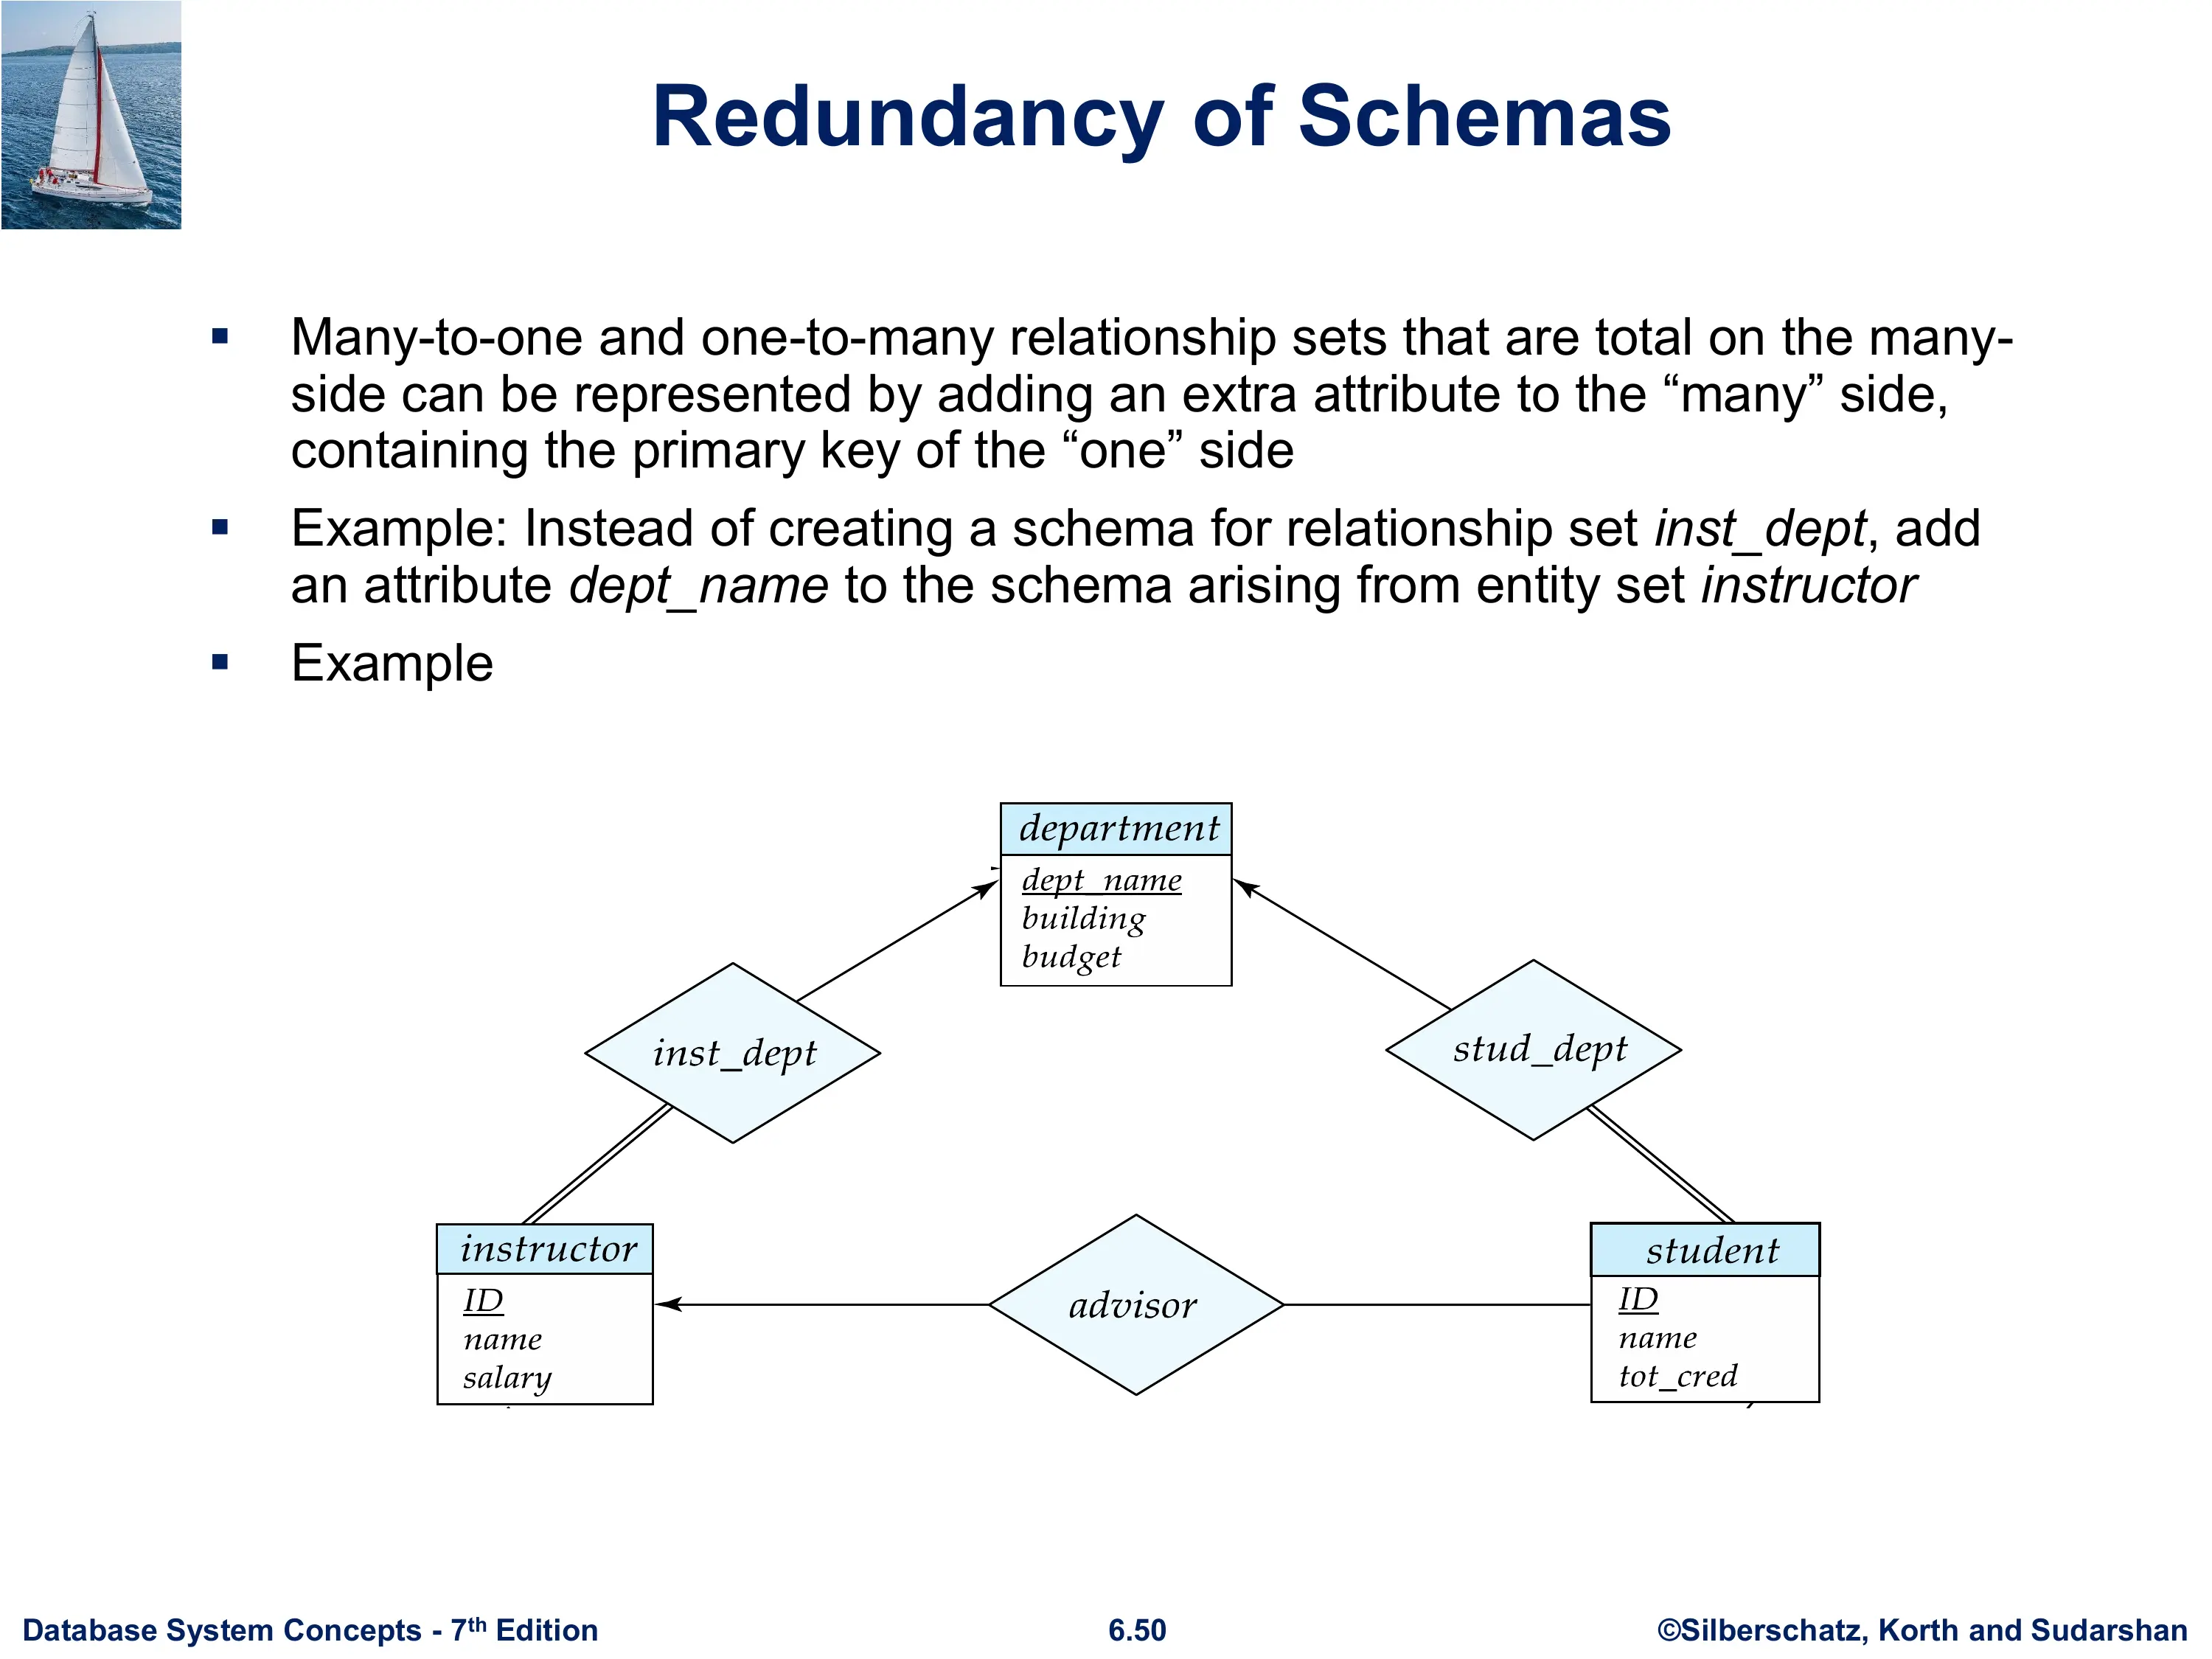 Redundancy of Schemas
▪ Many-to-one and one-to-many relationship sets that are total on the many-
side can be represented by adding an extra attribute to the “many” side,
containing the primary key of the “one” side
▪ Example: Instead of creating a schema for relationship set inst_dept, add
an attribute dept_name to the schema arising from entity set instructor
▪ Example
department
dept_name
building
budget
inst_dept
stud_dept
instructor
ID
name
salary
advisor
student
ID
name
tot_cred
Database System Concepts - 7th Edition
6.50
©Silberschatz, Korth and Sudarshan